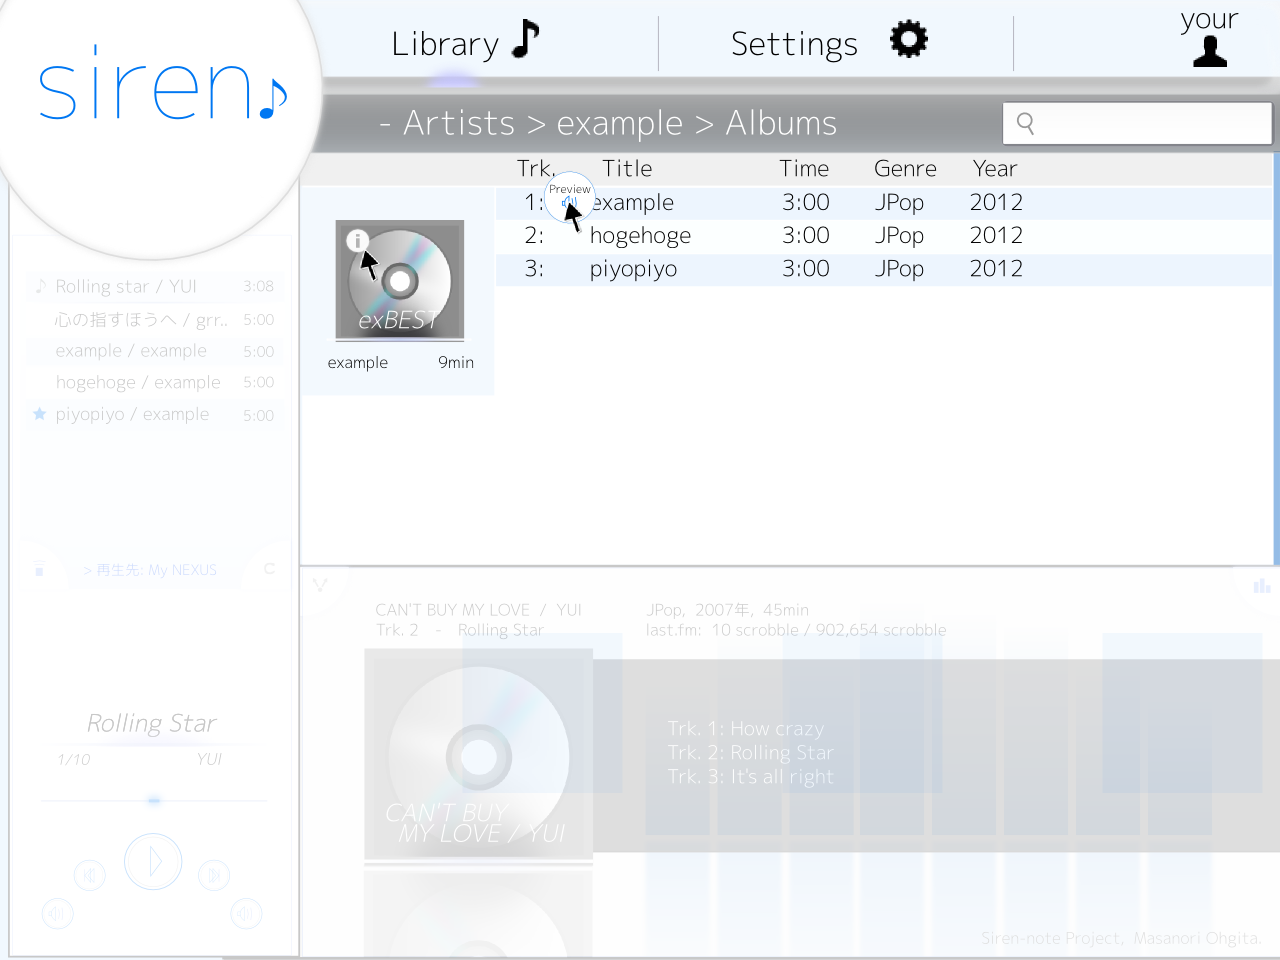 siren
Library
Settings
your
- Artists > example > Albums
Trk. Title Time Genre Year
Preview
1: example 3:00 JPop 2012
2: hogehoge 3:00 JPop 2012
3: piyopiyo 3:00 JPop 2012
exBEST
example 9min
Rolling star / YUI 3:08
心の指すほうへ / grr.. 5:00
example / example 5:00
hogehoge / example 5:00
piyopiyo / example 5:00
> 再生先: My NEXUS
Rolling Star
1/10 YUI
CAN'T BUY MY LOVE / YUI
Trk. 2 - Rolling Star
JPop, 2007年, 45min
last.fm: 10 scrobble / 902,654 scrobble
Trk. 1: How crazy
Trk. 2: Rolling Star
Trk. 3: It's all right
CAN'T BUY
MY LOVE / YUI
Siren-note Project, Masanori Ohgita.